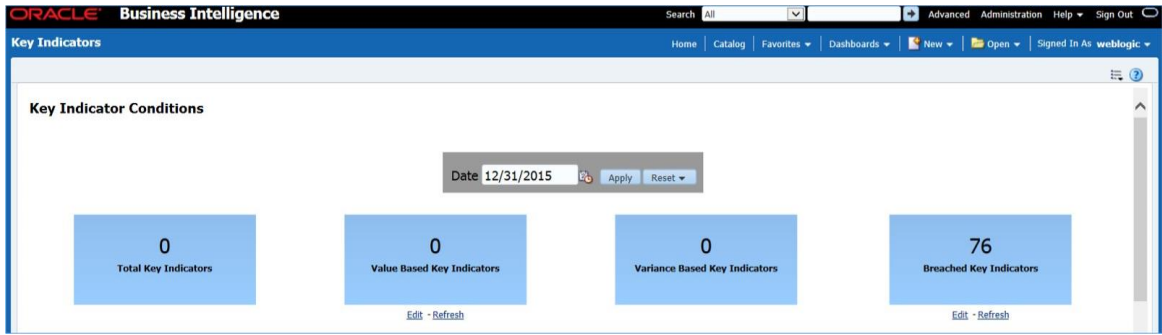 ORACLE Business Intelligence Search All Advanced Administration Help Sign Out
Key Indicators Home Catalog Favorites Dashboards New Open Signed In As weblogic
Key Indicator Conditions
Date 12/31/2015 Apply Reset
0 0 0 76
Total Key Indicators Value Based Key Indicators Variance Based Key Indicators Breached Key Indicators
Edit - Refresh Edit - Refresh